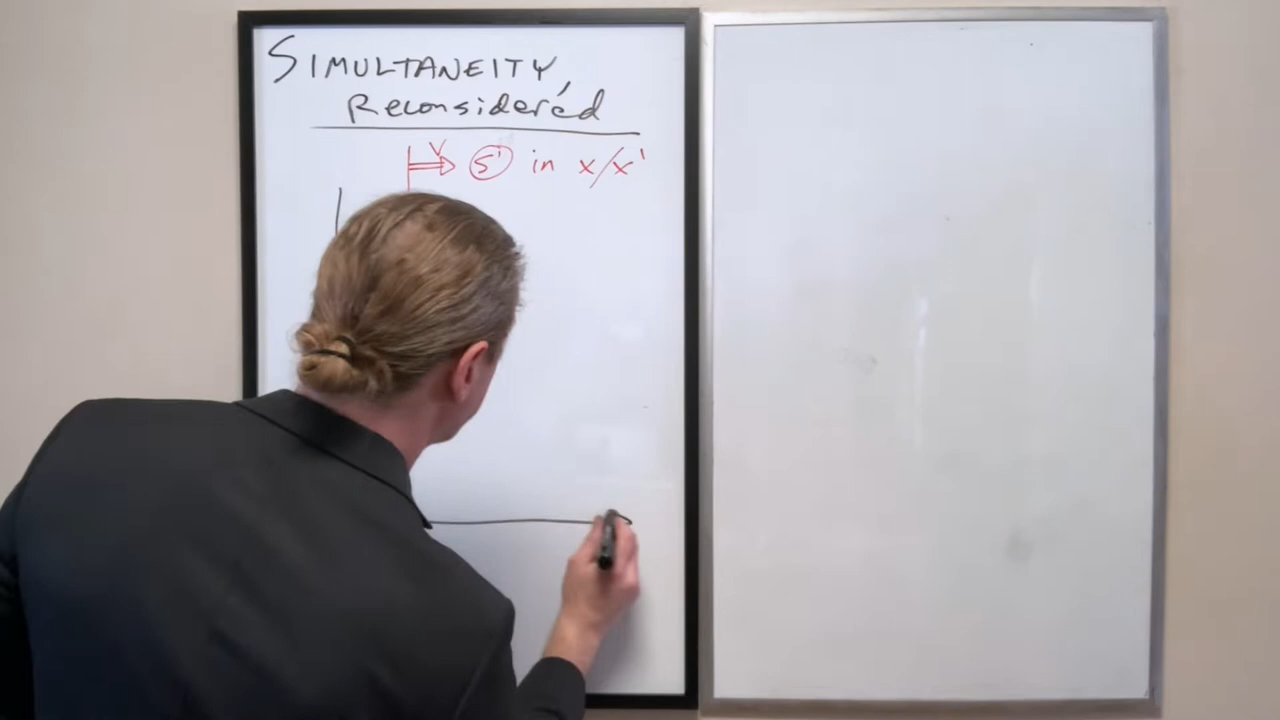 SIMULTANEITY,
Reconsidered
V S' in x/x'